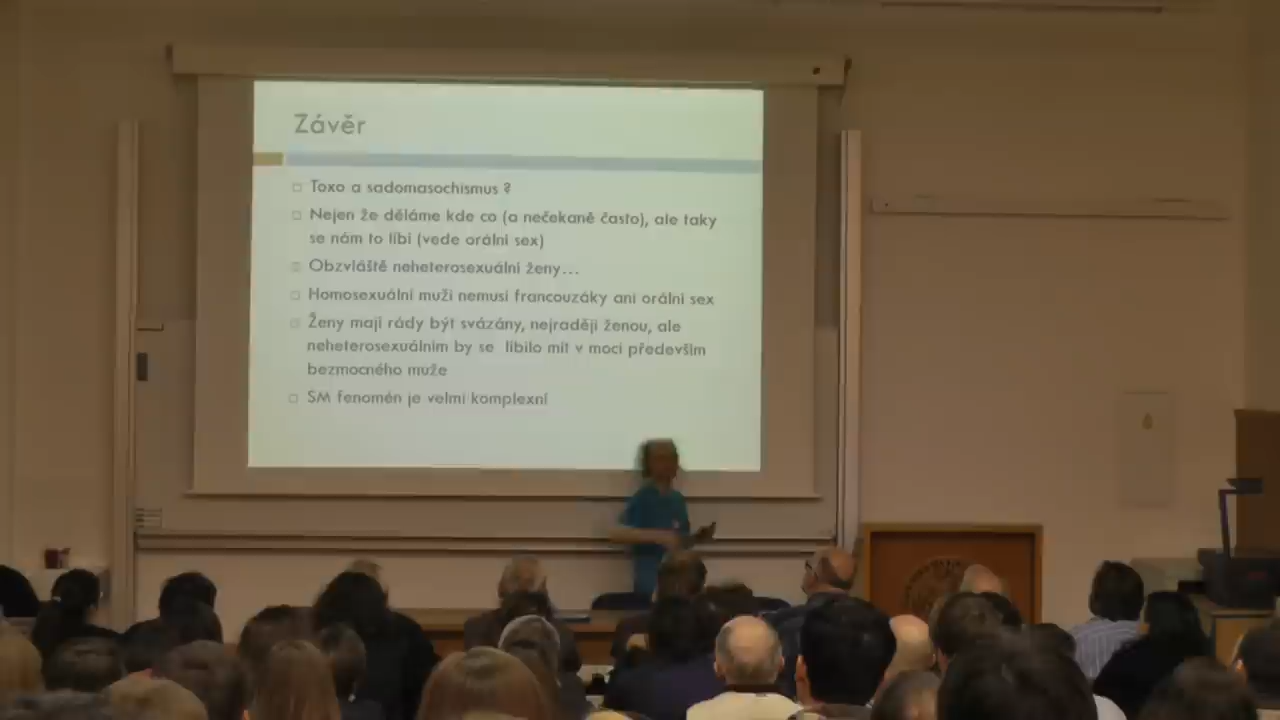 Závěr
Toxo a sadomasochismus ?
Nejen že děláme kde co (a nečekaně často), ale taky
se nám to líbí (vede orální sex)
Obzvláště neheterosexuální ženy...
Homosexuální muži nemusí francouzáky ani orální sex
Ženy mají rády být svázány, nejraději ženou, ale
neheterosexuálním by se líbilo mít v moci především
bezmocného muže
SM fenomén je velmi komplexní